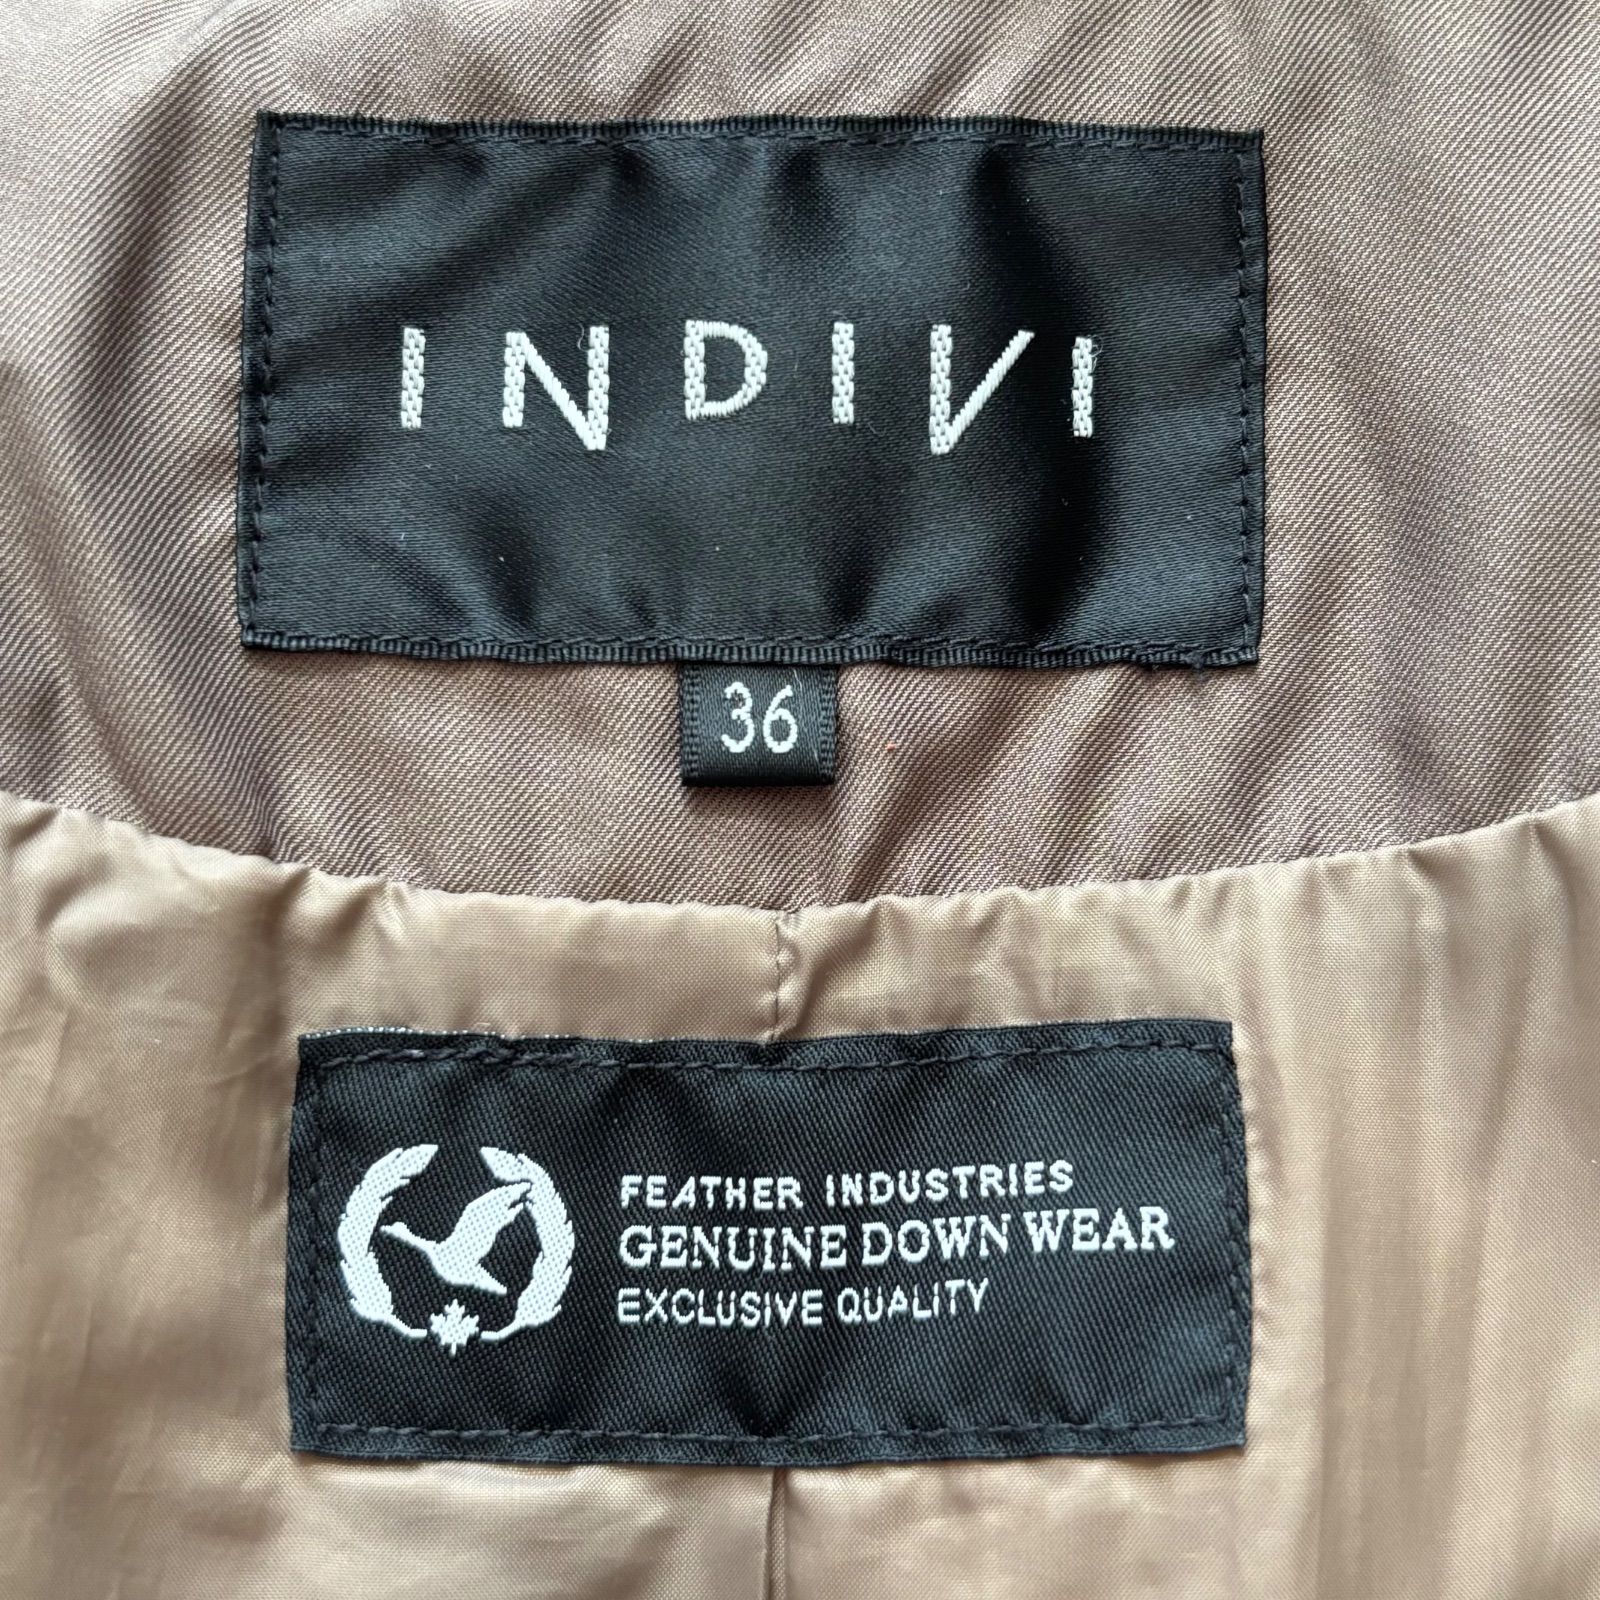 INDIVI
36
FEATHER INDUSTRIES
GENUINE DOWN WEAR
EXCLUSIVE QUALITY